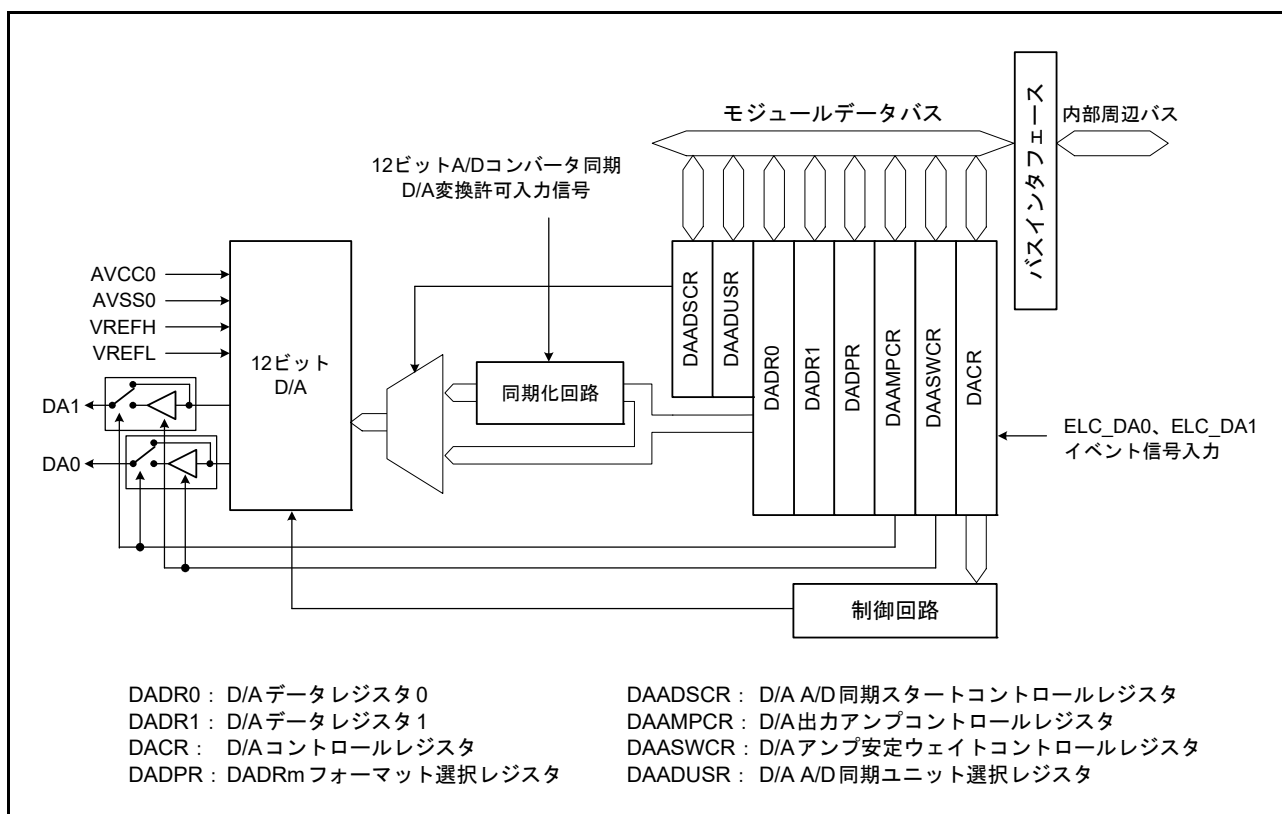 モジュールデータバス
バスインタフェース
内部周辺バス
12ビットA/Dコンバータ同期
D/A変換許可入力信号
AVCC0
AVSS0
VREFH
VREFL
12ビット
D/A
同期化回路
DAADSCR
DAADUSR
DADR0
DADR1
DADPR
DAAMPCR
DAASWCR
DACR
DA1
DA0
ELC_DA0、ELC_DA1
イベント信号入力
制御回路
DADR0: D/Aデータレジスタ0
DADR1: D/Aデータレジスタ1
DACR: D/Aコントロールレジスタ
DADPR: DADRmフォーマット選択レジスタ
DAADSCR: D/A A/D同期スタートコントロールレジスタ
DAAMPCR: D/A出力アンプコントロールレジスタ
DAASWCR: D/Aアンプ安定ウェイトコントロールレジスタ
DAADUSR: D/A A/D同期ユニット選択レジスタ